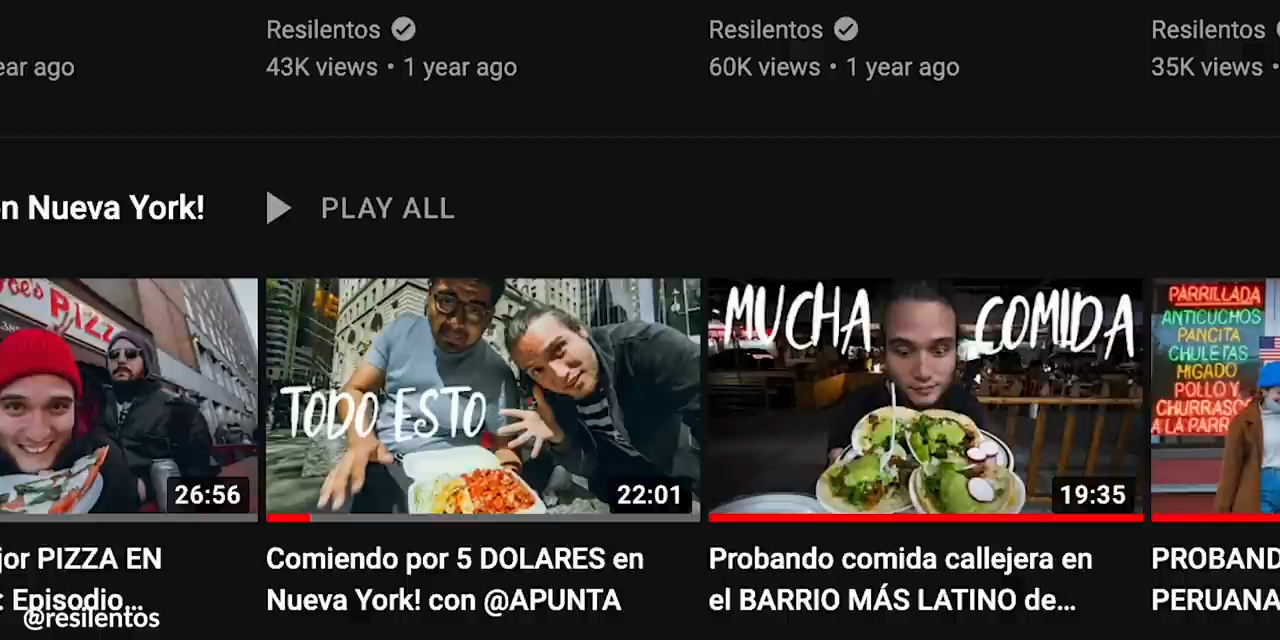 Resilentos
Resilentos
Resilentos
ear ago
43K views • 1 year ago
60K views • 1 year ago
35K views •
n Nueva York!
PLAY ALL
PIZZ
26:56
TODO ESTO
22:01
MUCHA COMIDA
19:35
PARRILLADA
ANTICUCHOS
PANCITA
CHULETAS
HIGADO
POLLO Y
CHURRASC
A LA PARR
jor PIZZA EN
: Episodio...
Comiendo por 5 DOLARES en
Nueva York! con @APUNTA
Probando comida callejera en
el BARRIO MÁS LATINO de...
PROBAND
PERUANA
@resilentos